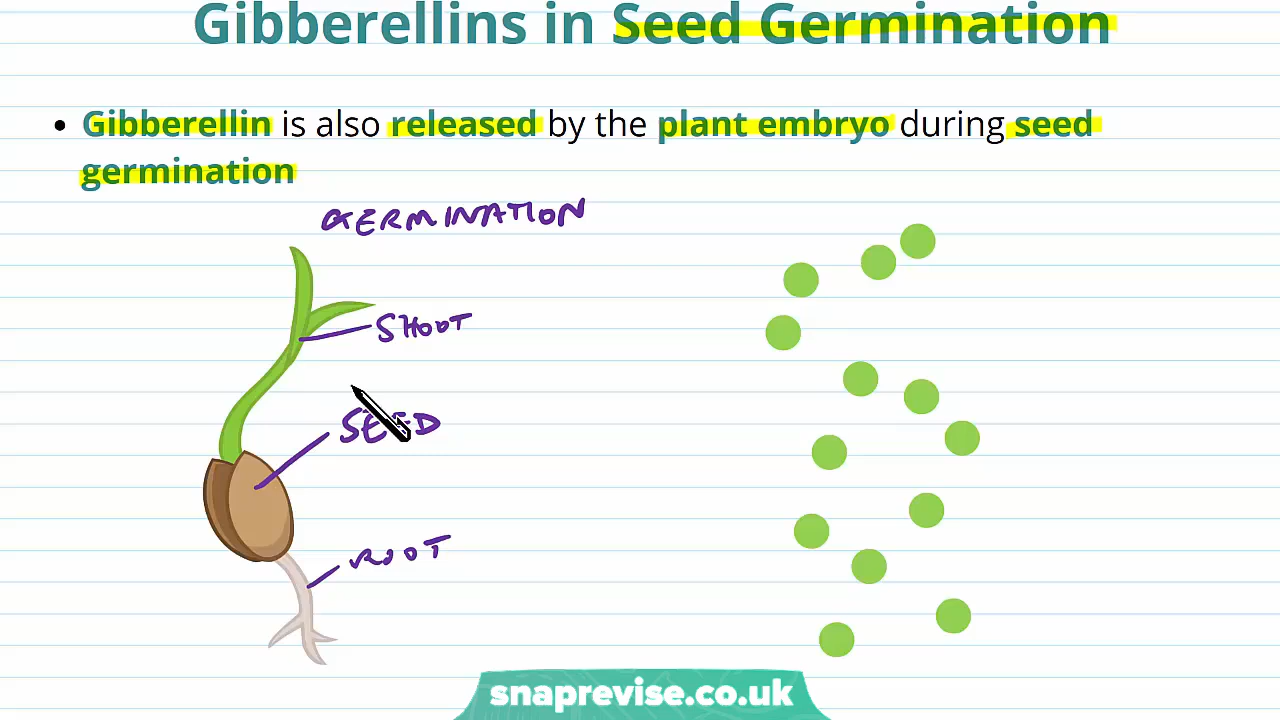 Gibberellins in Seed Germination
• Gibberellin is also released by the plant embryo during seed
germination
GERMINATION
SHOOT
SEED
ROOT
snaprevise.co.uk